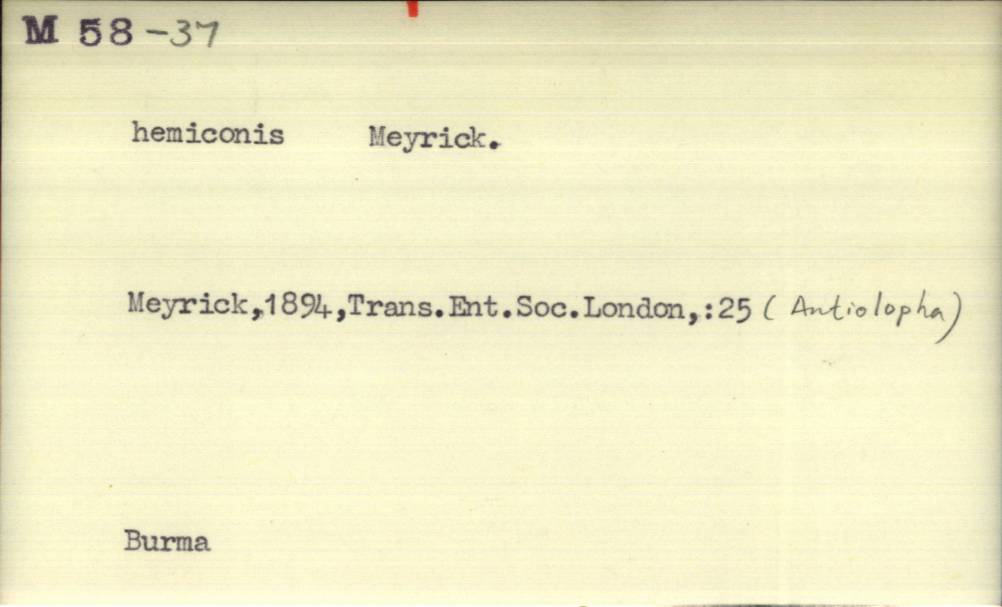 M 58 -37
hemiconis Meyrick.
Meyrick,1894,Trans.Ent.Soc.London,:25 (Antiolopha)
Burma